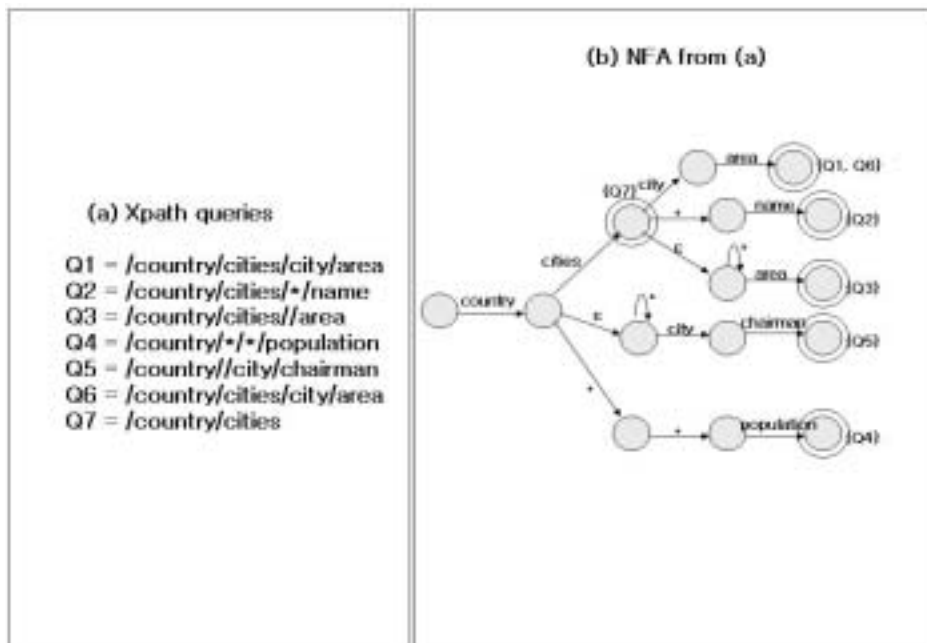 (a) Xpath queries
Q1 = /country/cities/city/area
Q2 = /country/cities/*/name
Q3 = /country/cities//area
Q4 = /country/*/*/population
Q5 = /country//city/chairman
Q6 = /country/cities/city/area
Q7 = /country/cities
(b) NFA from (a)
area
(Q1, Q6)
(Q7)
city
*
name
(Q2)
cities
ε
*
area
(Q3)
country
ε
*
city
chairman
(Q5)
*
*
population
(Q4)